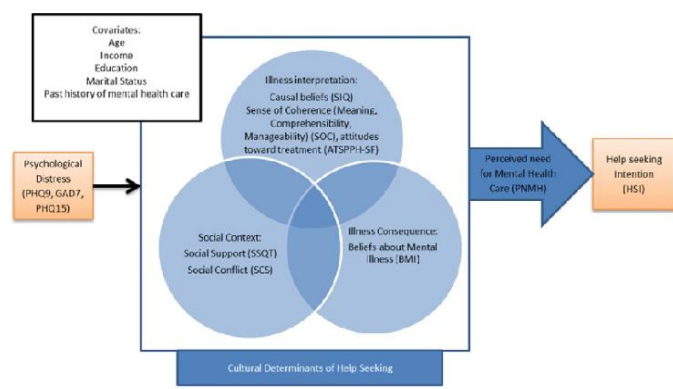 Covariates:
Age
Income
Education
Marital Status
Past history of mental health care
Illness interpretation:
Causal beliefs (SIQ)
Sense of Coherence (Meaning,
Comprehensibility,
Manageability) (SOC), attitudes
toward treatment (ATSPPH-SF)
Psychological
Distress
(PHQ9, GAD7,
PHQ15)
Social Context:
Social Support (SSQT)
Social Conflict (SCS)
Illness Consequence:
Beliefs about Mental
Illness (BMI)
Perceived need
for Mental Health
Care (PNMH)
Help seeking
Intention
(HSI)
Cultural Determinants of Help Seeking